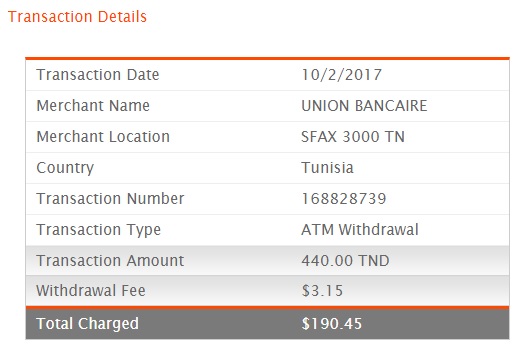 Transaction Details
Transaction Date 10/2/2017
Merchant Name UNION BANCAIRE
Merchant Location SFAX 3000 TN
Country Tunisia
Transaction Number 168828739
Transaction Type ATM Withdrawal
Transaction Amount 440.00 TND
Withdrawal Fee $3.15
Total Charged $190.45